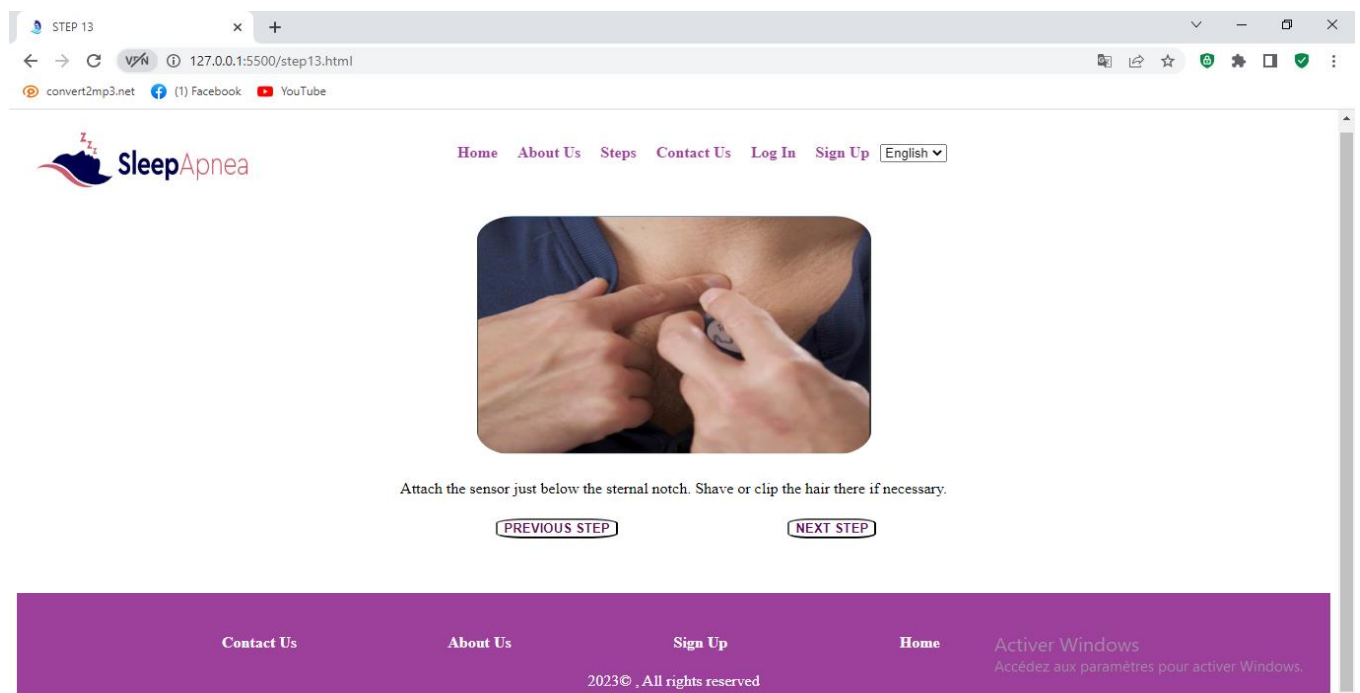 STEP 13
VPN 127.0.0.1:5500/step13.html
convert2mp3.net (1) Facebook YouTube
zzz
SleepApnea
Home About Us Steps Contact Us Log In Sign Up English
Attach the sensor just below the sternal notch. Shave or clip the hair there if necessary.
PREVIOUS STEP NEXT STEP
Contact Us About Us Sign Up Home
Activer Windows
Accédez aux paramètres pour activer Windows.
2023© , All rights reserved